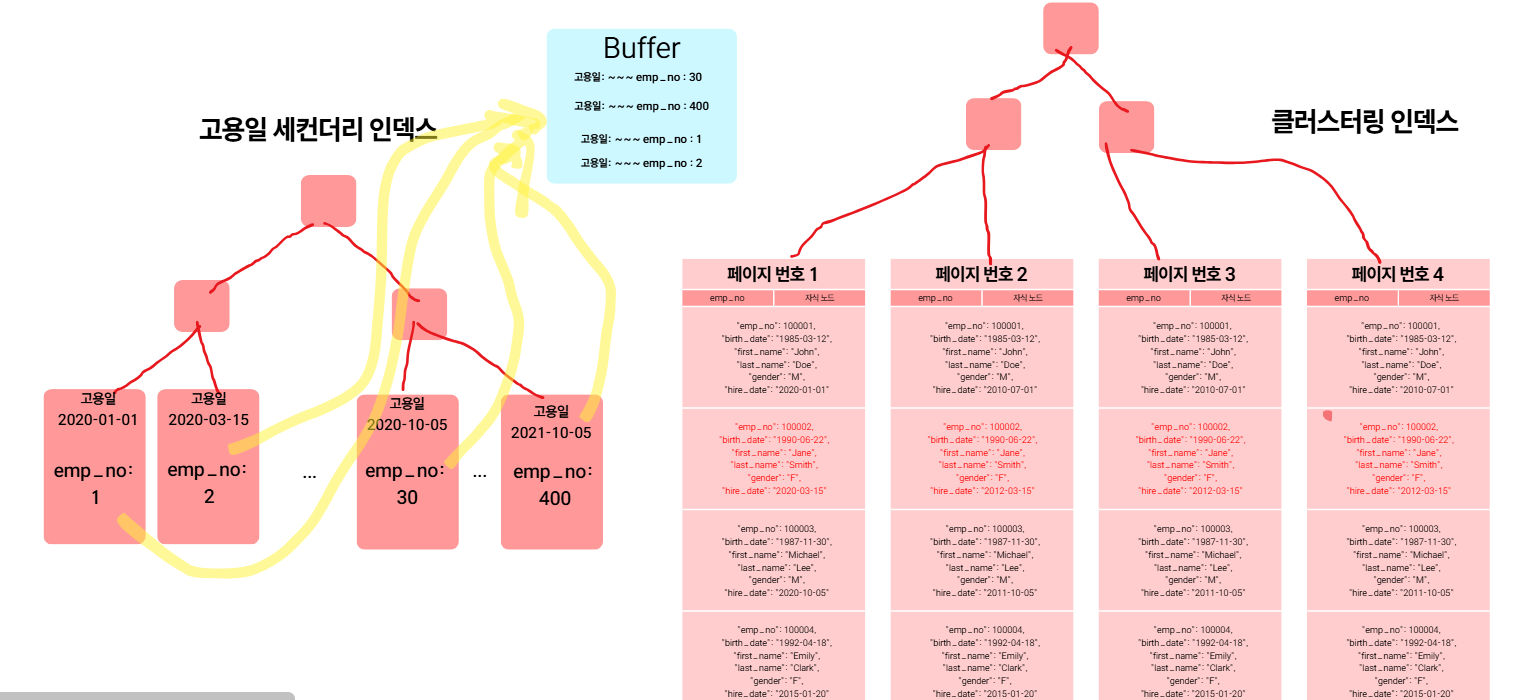 Buffer
고용일: ~~~ emp_no : 30
고용일: ~~~ emp_no : 400
고용일: ~~~ emp_no : 1
고용일: ~~~ emp_no : 2
고용일 세컨더리 인덱스
고용일
2020-01-01
emp_no:
1
고용일
2020-03-15
emp_no:
2
...
고용일
2020-10-05
emp_no:
30
...
고용일
2021-10-05
emp_no:
400
클러스터링 인덱스
페이지 번호 1
emp_no 자식 노드
"emp_no": 100001,
"birth_date": "1985-03-12",
"first_name": "John",
"last_name": "Doe",
"gender": "M",
"hire_date": "2020-01-01"
"emp_no": 100002,
"birth_date": "1990-06-22",
"first_name": "Jane",
"last_name": "Smith",
"gender": "F",
"hire_date": "2020-03-15"
"emp_no": 100003,
"birth_date": "1987-11-30",
"first_name": "Michael",
"last_name": "Lee",
"gender": "M",
"hire_date": "2020-10-05"
"emp_no": 100004,
"birth_date": "1992-04-18",
"first_name": "Emily",
"last_name": "Clark",
"gender": "F",
"hire_date": "2015-01-20"
페이지 번호 2
emp_no 자식 노드
"emp_no": 100001,
"birth_date": "1985-03-12",
"first_name": "John",
"last_name": "Doe",
"gender": "M",
"hire_date": "2010-07-01"
"emp_no": 100002,
"birth_date": "1990-06-22",
"first_name": "Jane",
"last_name": "Smith",
"gender": "F",
"hire_date": "2012-03-15"
"emp_no": 100003,
"birth_date": "1987-11-30",
"first_name": "Michael",
"last_name": "Lee",
"gender": "M",
"hire_date": "2011-10-05"
"emp_no": 100004,
"birth_date": "1992-04-18",
"first_name": "Emily",
"last_name": "Clark",
"gender": "F",
"hire_date": "2015-01-20"
페이지 번호 3
emp_no 자식 노드
"emp_no": 100001,
"birth_date": "1985-03-12",
"first_name": "John",
"last_name": "Doe",
"gender": "M",
"hire_date": "2010-07-01"
"emp_no": 100002,
"birth_date": "1990-06-22",
"first_name": "Jane",
"last_name": "Smith",
"gender": "F",
"hire_date": "2012-03-15"
"emp_no": 100003,
"birth_date": "1987-11-30",
"first_name": "Michael",
"last_name": "Lee",
"gender": "M",
"hire_date": "2011-10-05"
"emp_no": 100004,
"birth_date": "1992-04-18",
"first_name": "Emily",
"last_name": "Clark",
"gender": "F",
"hire_date": "2015-01-20"
페이지 번호 4
emp_no 자식 노드
"emp_no": 100001,
"birth_date": "1985-03-12",
"first_name": "John",
"last_name": "Doe",
"gender": "M",
"hire_date": "2010-07-01"
"emp_no": 100002,
"birth_date": "1990-06-22",
"first_name": "Jane",
"last_name": "Smith",
"gender": "F",
"hire_date": "2012-03-15"
"emp_no": 100003,
"birth_date": "1987-11-30",
"first_name": "Michael",
"last_name": "Lee",
"gender": "M",
"hire_date": "2011-10-05"
"emp_no": 100004,
"birth_date": "1992-04-18",
"first_name": "Emily",
"last_name": "Clark",
"gender": "F",
"hire_date": "2015-01-20"